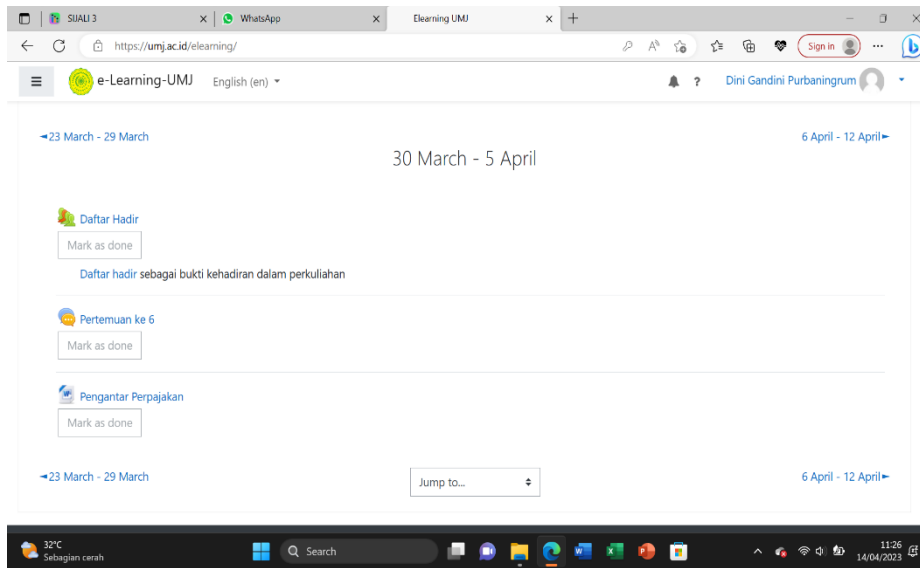 SIJALI 3
WhatsApp
Elearning UMJ
https://umj.ac.id/elearning/
Sign in
e-Learning-UMJ
English (en)
Dini Gandini Purbaningrum
◄23 March - 29 March
6 April - 12 April►
30 March - 5 April
Daftar Hadir
Mark as done
Daftar hadir sebagai bukti kehadiran dalam perkuliahan
Pertemuan ke 6
Mark as done
Pengantar Perpajakan
Mark as done
◄23 March - 29 March
Jump to...
6 April - 12 April►
32°C
Sebagian cerah
Search
11:26
14/04/2023